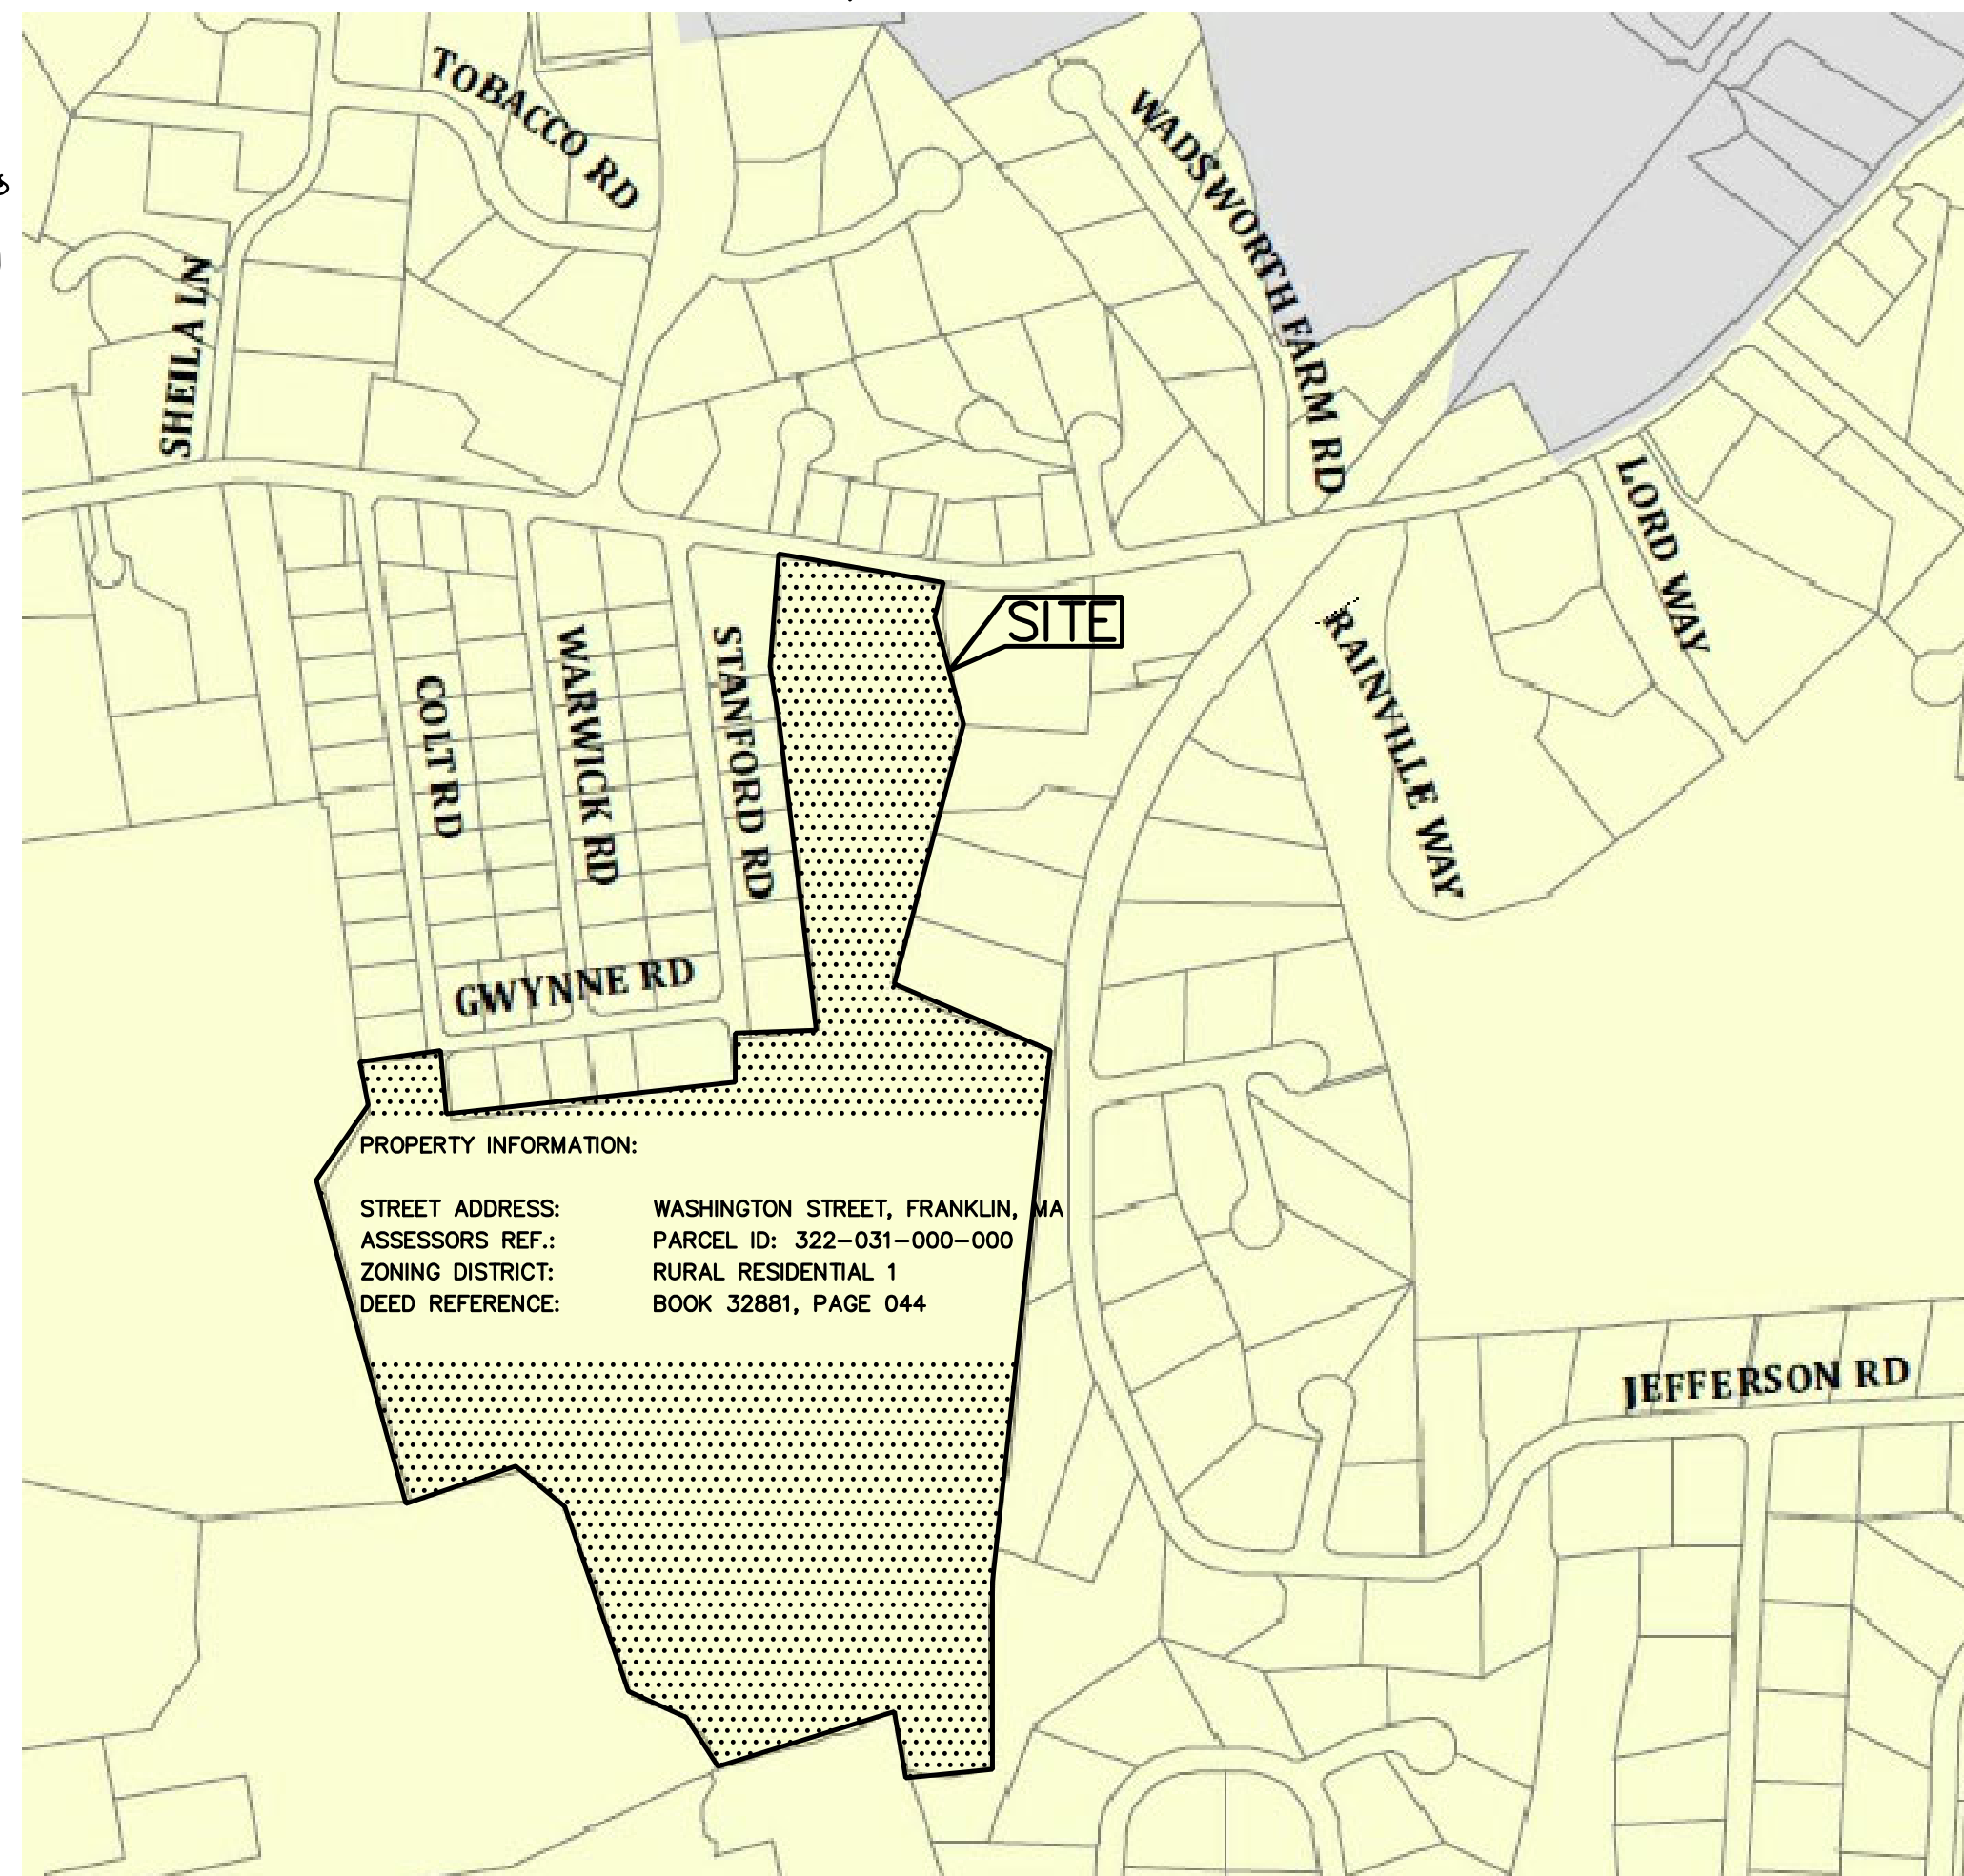 TOBACCO RD
WADSWORTH FARM RD
SHEILA LN
LORD WAY
SITE
RAINVILLE WAY
COLT RD
WARWICK RD
STANFORD RD
GWYNNE RD
PROPERTY INFORMATION:
STREET ADDRESS: WASHINGTON STREET, FRANKLIN, MA
ASSESSORS REF.: PARCEL ID: 322-031-000-000
ZONING DISTRICT: RURAL RESIDENTIAL 1
DEED REFERENCE: BOOK 32881, PAGE 044
JEFFERSON RD